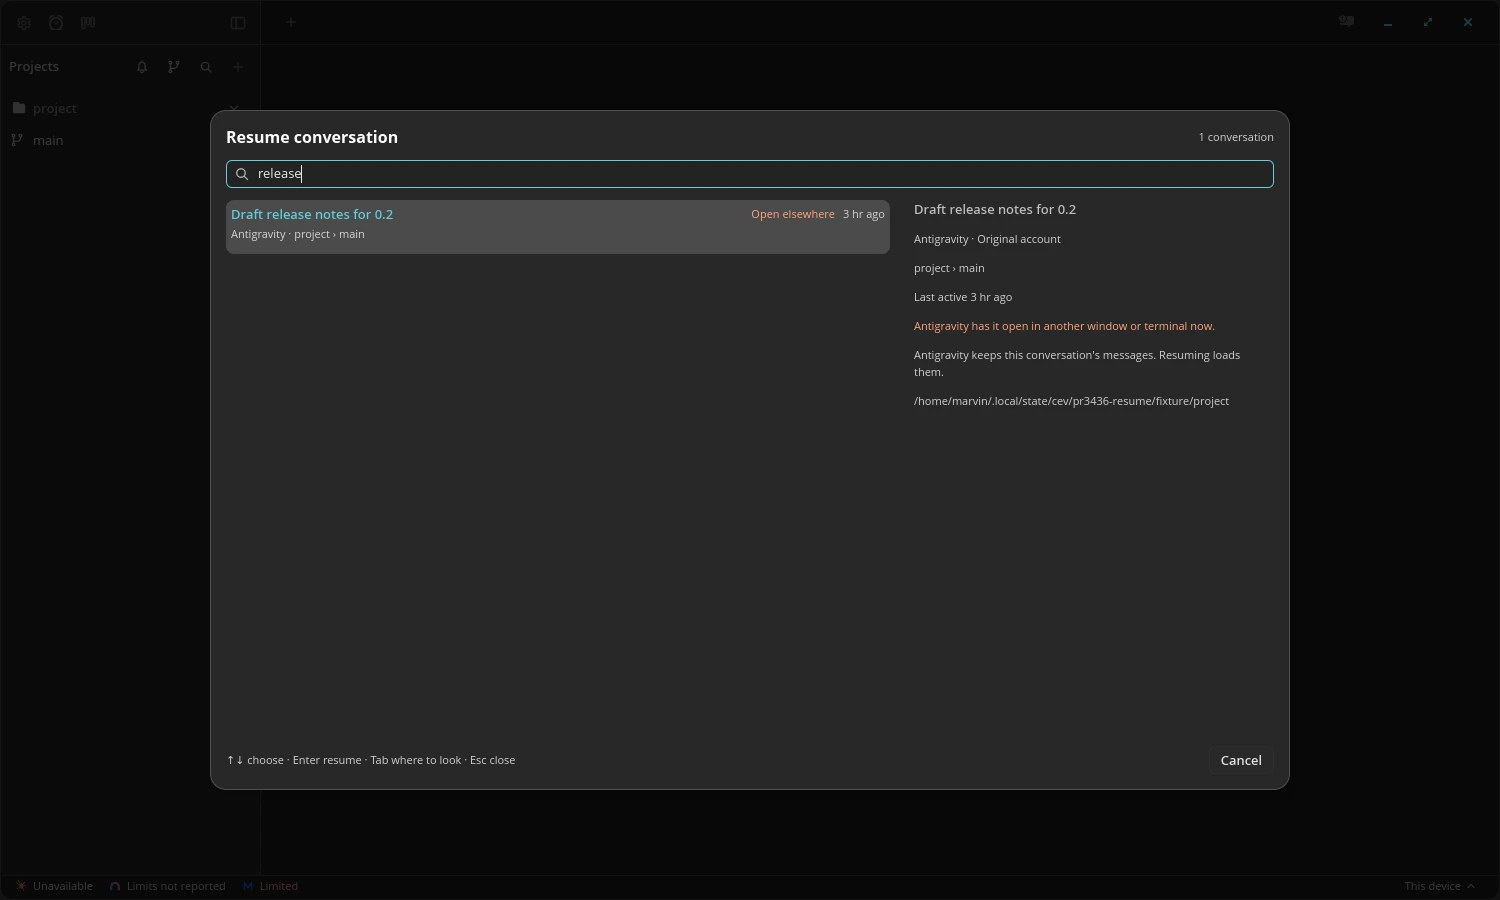 Projects
project
main
Resume conversation
1 conversation
release
Draft release notes for 0.2
Open elsewhere 3 hr ago
Antigravity · project › main
Draft release notes for 0.2
Antigravity · Original account
project › main
Last active 3 hr ago
Antigravity has it open in another window or terminal now.
Antigravity keeps this conversation's messages. Resuming loads
them.
/home/marvin/.local/state/cev/pr3436-resume/fixture/project
↑↓ choose · Enter resume · Tab where to look · Esc close
Cancel
Unavailable
Limits not reported
Limited
This device